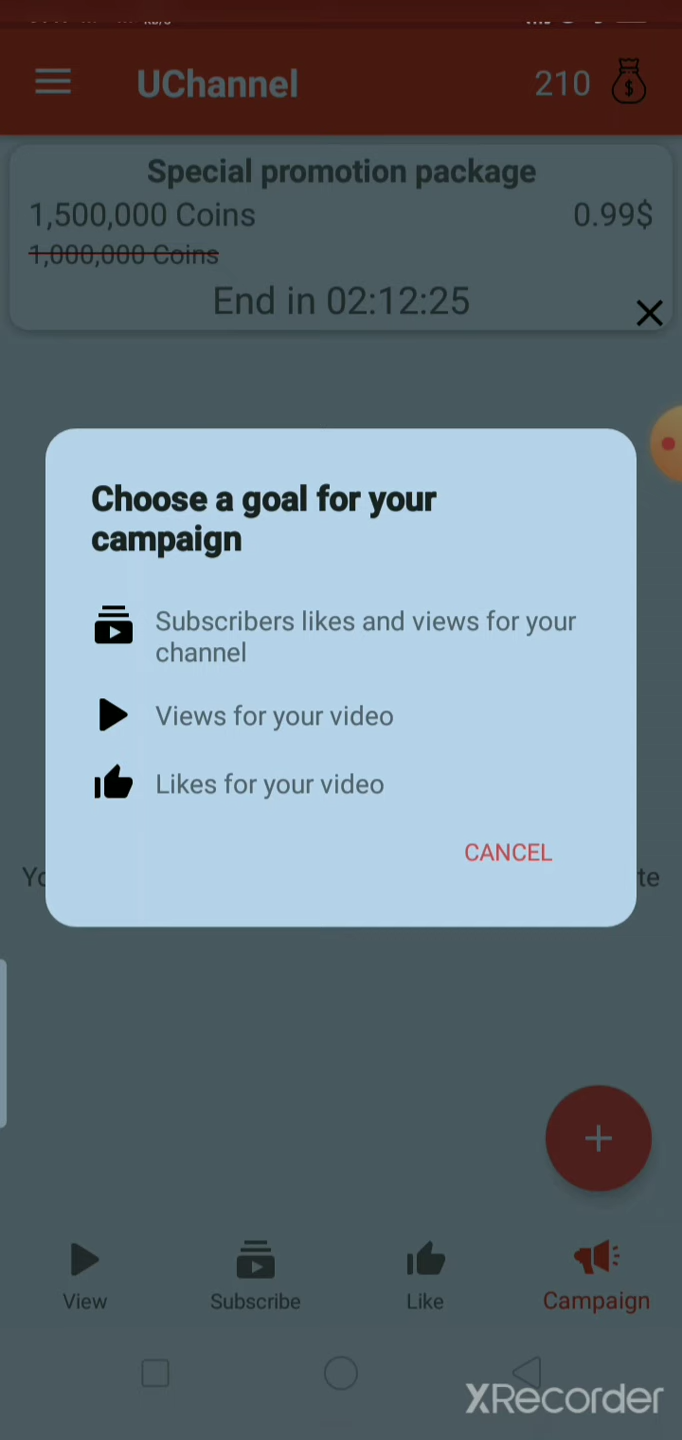 UChannel
210
Special promotion package
1,500,000 Coins
0.99$
1,000,000 Coins
End in 02:12:25
Choose a goal for your
campaign
Subscribers likes and views for your
channel
Views for your video
Likes for your video
CANCEL
View
Subscribe
Like
Campaign
XRecorder